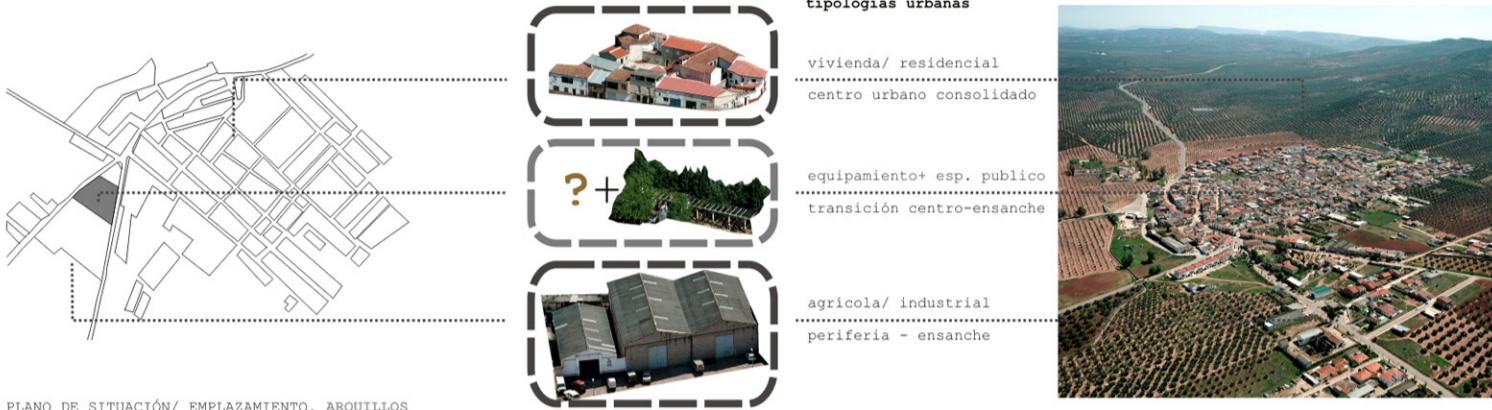 tipologías urbanas
vivienda/ residencial
centro urbano consolidado
?+
equipamiento+ esp. publico
transición centro-ensanche
agricola/ industrial
periferia - ensanche
PLANO DE SITUACIÓN/ EMPLAZAMIENTO. ARQUILLOS